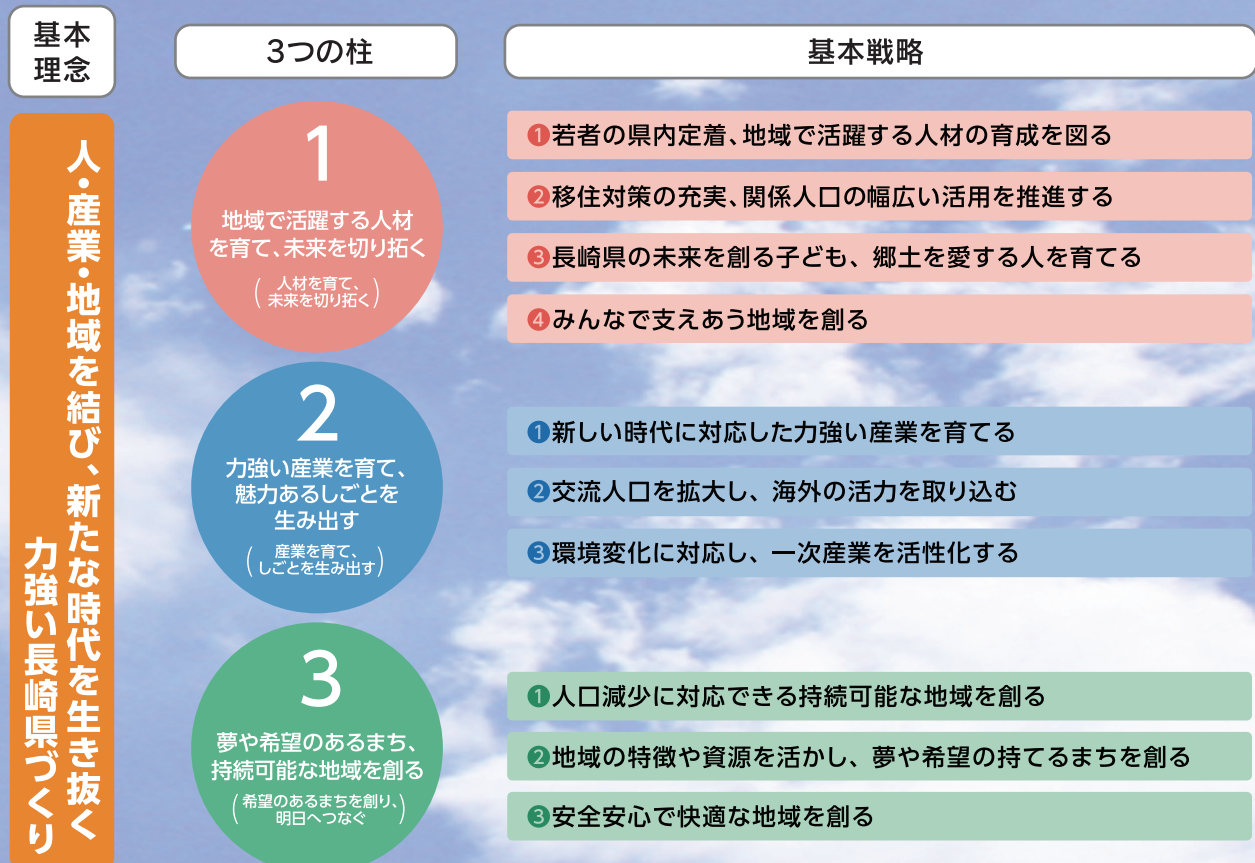 基本
理念
3つの柱
基本戦略
人・産業・地域を結び、新たな時代を生き抜く
力強い長崎県づくり
1
地域で活躍する人材
を育て、未来を切り拓く
(人材を育て、
未来を切り拓く)
❶若者の県内定着、地域で活躍する人材の育成を図る
❷移住対策の充実、関係人口の幅広い活用を推進する
❸長崎県の未来を創る子ども、郷土を愛する人を育てる
❹みんなで支えあう地域を創る
2
力強い産業を育て、
魅力あるしごとを
生み出す
(産業を育て、
しごとを生み出す)
❶新しい時代に対応した力強い産業を育てる
❷交流人口を拡大し、海外の活力を取り込む
❸環境変化に対応し、一次産業を活性化する
3
夢や希望のあるまち、
持続可能な地域を創る
(希望のあるまちを創り、
明日へつなぐ)
❶人口減少に対応できる持続可能な地域を創る
❷地域の特徴や資源を活かし、夢や希望の持てるまちを創る
❸安全安心で快適な地域を創る